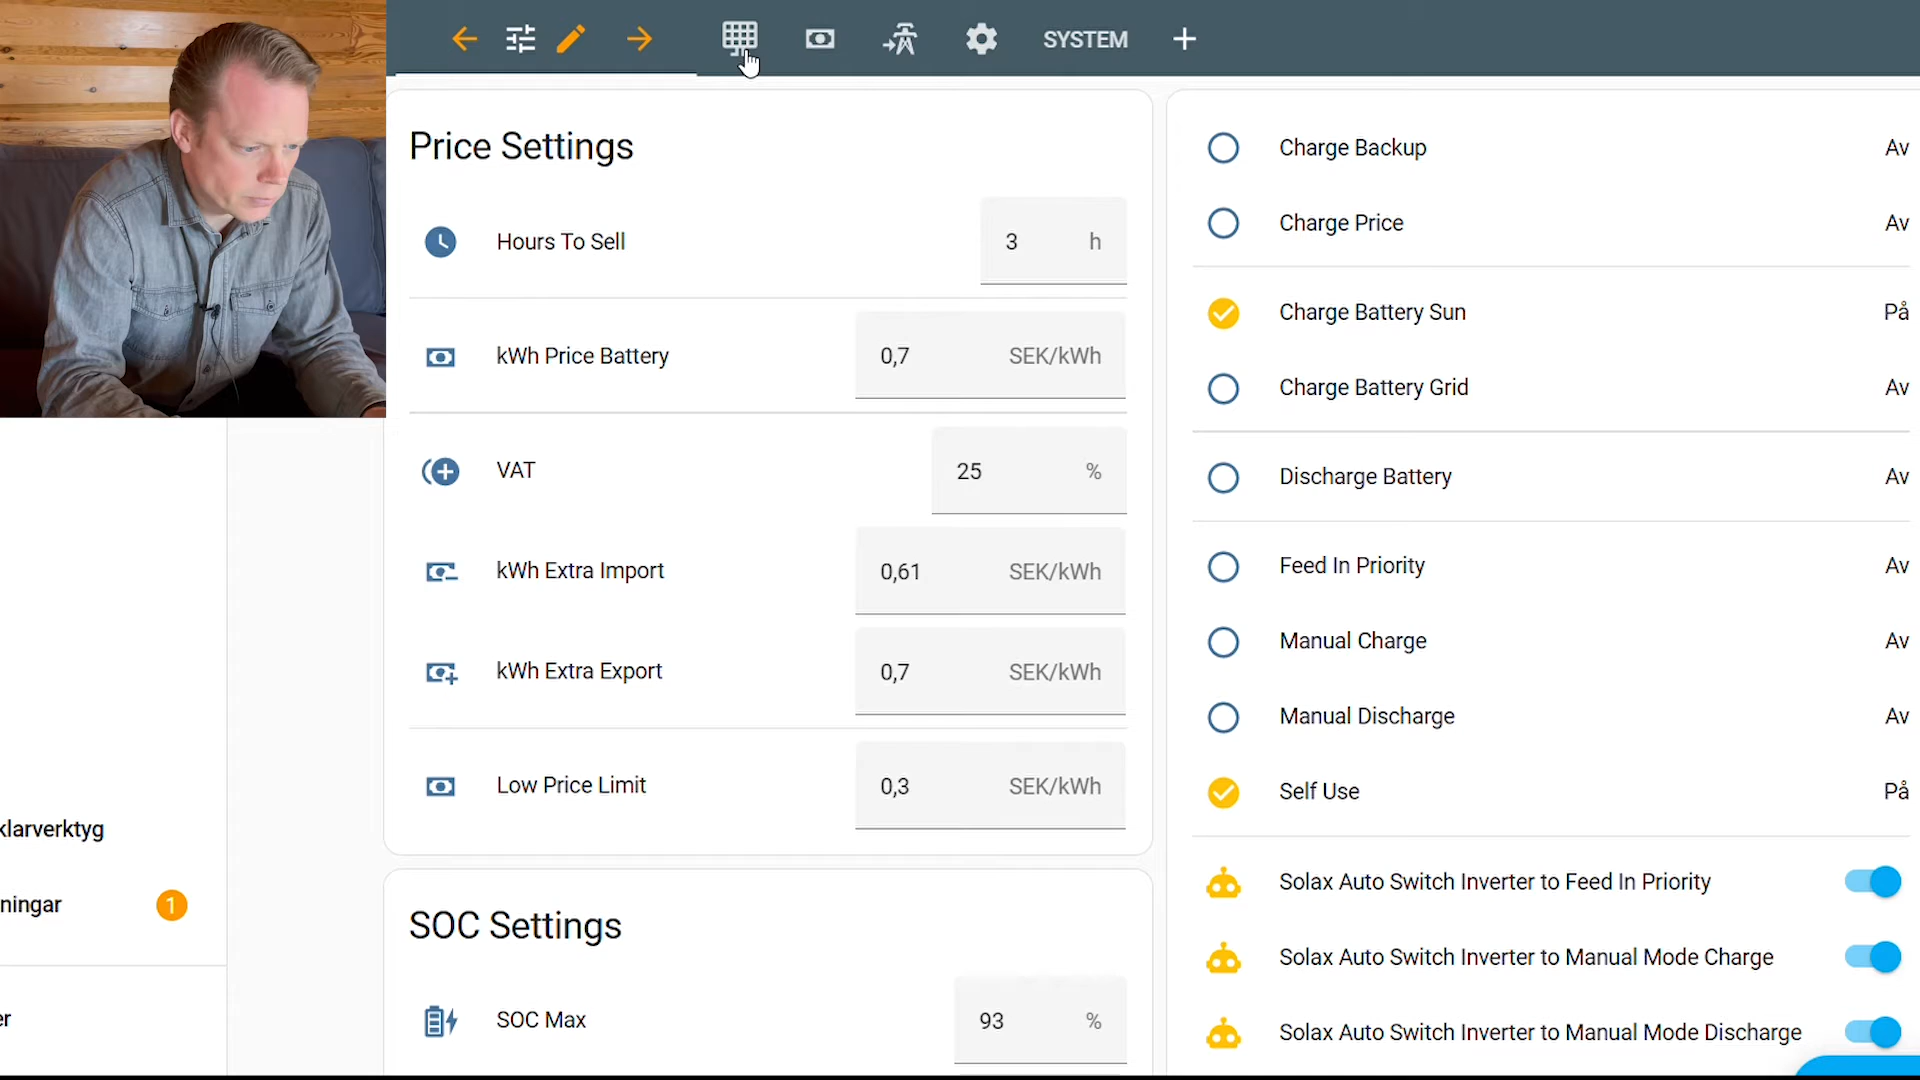 SYSTEM
Price Settings
Hours To Sell 3 h
kWh Price Battery 0,7 SEK/kWh
VAT 25 %
kWh Extra Import 0,61 SEK/kWh
kWh Extra Export 0,7 SEK/kWh
Low Price Limit 0,3 SEK/kWh
SOC Settings
SOC Max 93 %
Charge Backup Av
Charge Price Av
Charge Battery Sun På
Charge Battery Grid Av
Discharge Battery Av
Feed In Priority Av
Manual Charge Av
Manual Discharge Av
Self Use På
Solax Auto Switch Inverter to Feed In Priority
Solax Auto Switch Inverter to Manual Mode Charge
Solax Auto Switch Inverter to Manual Mode Discharge
klarverktyg
ningar 1
er